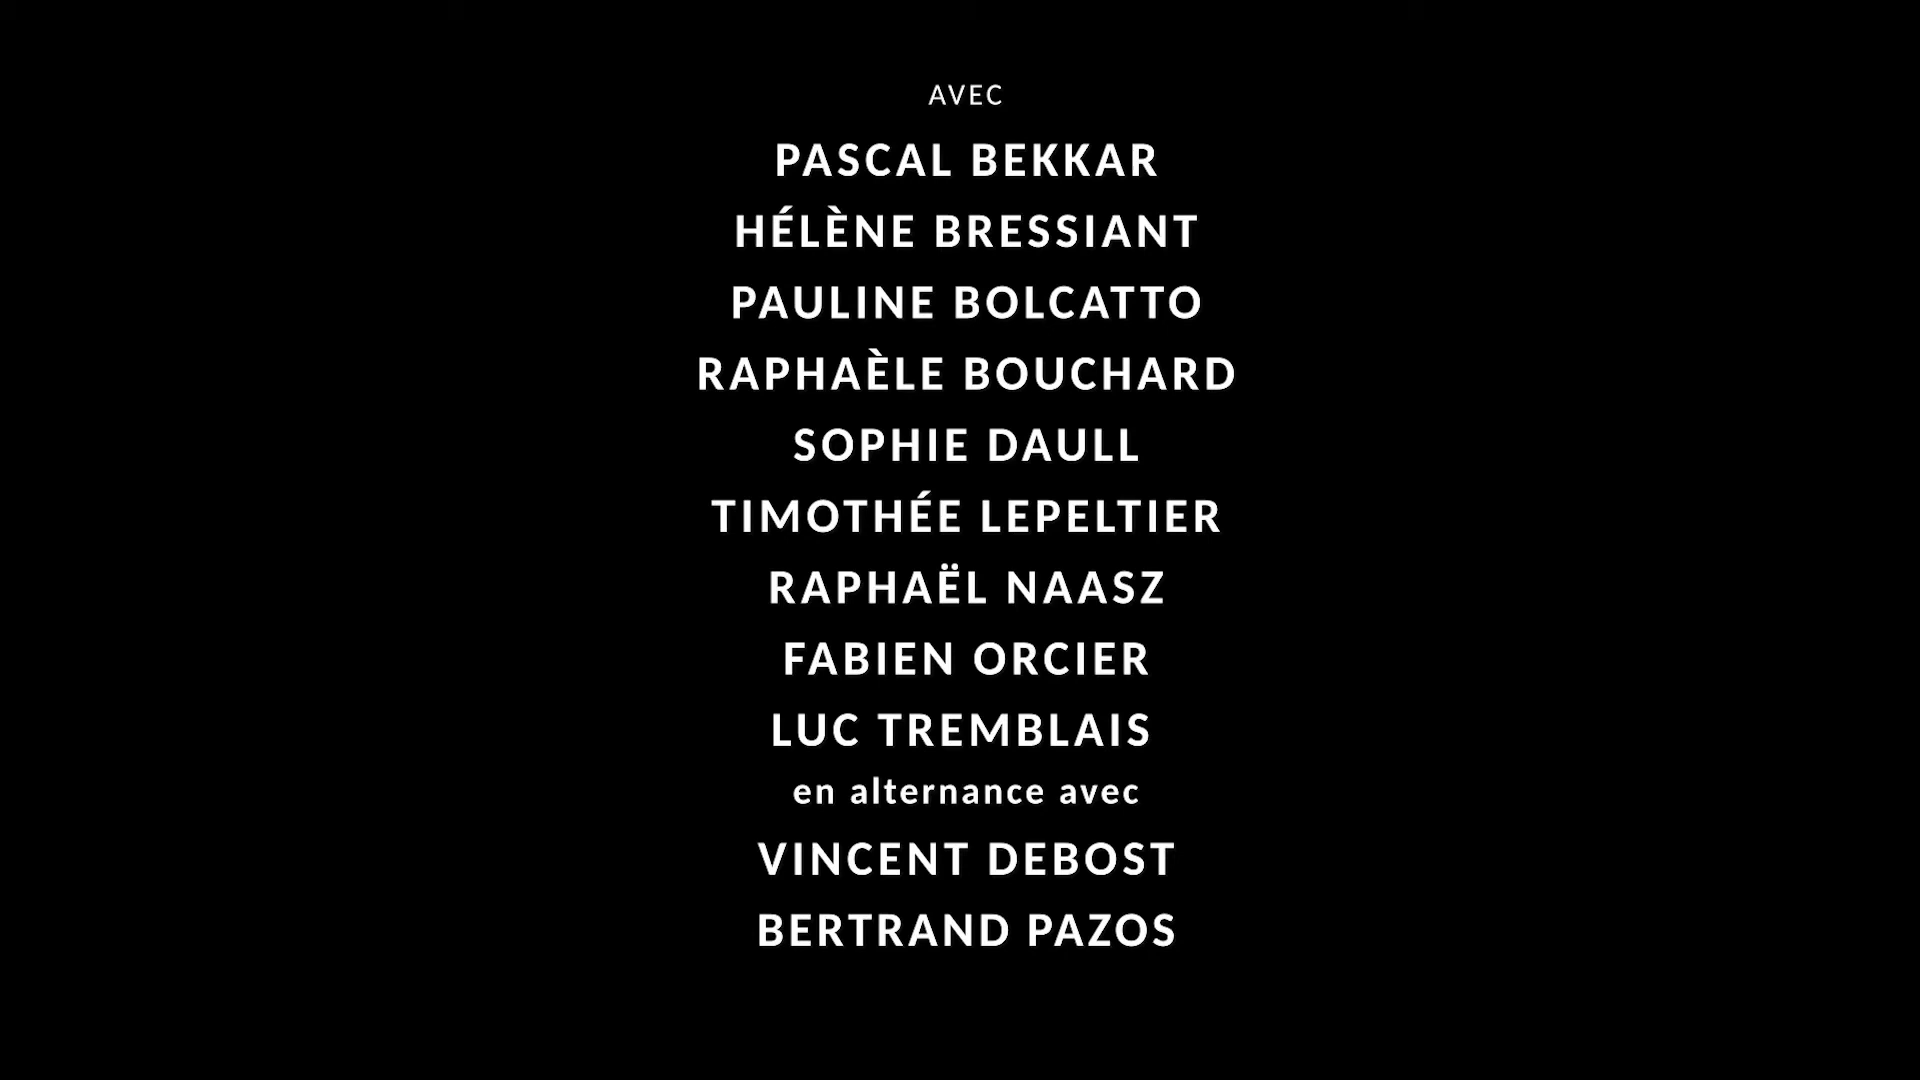 AVEC
PASCAL BEKKAR
HÉLÈNE BRESSIANT
PAULINE BOLCATTO
RAPHAÈLE BOUCHARD
SOPHIE DAULL
TIMOTHÉE LEPELTIER
RAPHAËL NAASZ
FABIEN ORCIER
LUC TREMBLAIS
en alternance avec
VINCENT DEBOST
BERTRAND PAZOS